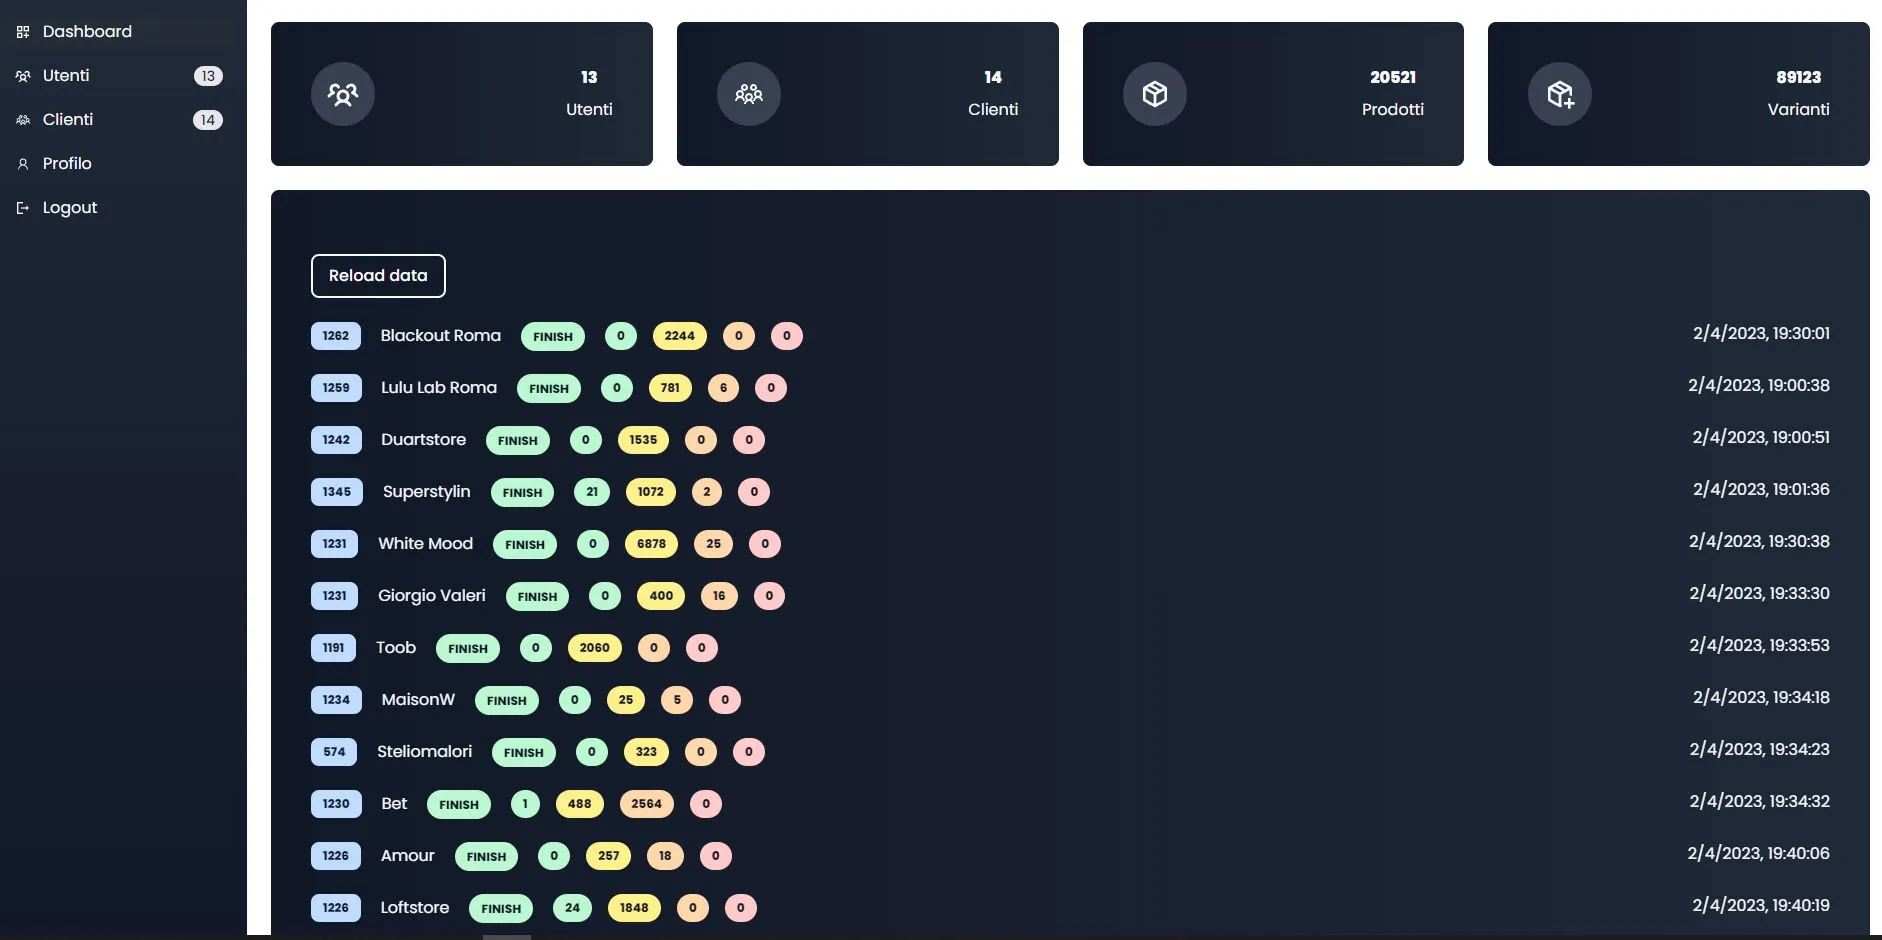 Dashboard
Utenti 13
Clienti 14
Profilo
Logout
13
Utenti
14
Clienti
20521
Prodotti
89123
Varianti
Reload data
1262 Blackout Roma FINISH 0 2244 0 0 2/4/2023, 19:30:01
1259 Lulu Lab Roma FINISH 0 781 6 0 2/4/2023, 19:00:38
1242 Duartstore FINISH 0 1535 0 0 2/4/2023, 19:00:51
1345 Superstylin FINISH 21 1072 2 0 2/4/2023, 19:01:36
1231 White Mood FINISH 0 6878 25 0 2/4/2023, 19:30:38
1231 Giorgio Valeri FINISH 0 400 16 0 2/4/2023, 19:33:30
1191 Toob FINISH 0 2060 0 0 2/4/2023, 19:33:53
1234 MaisonW FINISH 0 25 5 0 2/4/2023, 19:34:18
574 Steliomalori FINISH 0 323 0 0 2/4/2023, 19:34:23
1230 Bet FINISH 1 488 2564 0 2/4/2023, 19:34:32
1226 Amour FINISH 0 257 18 0 2/4/2023, 19:40:06
1226 Loftstore FINISH 24 1848 0 0 2/4/2023, 19:40:19